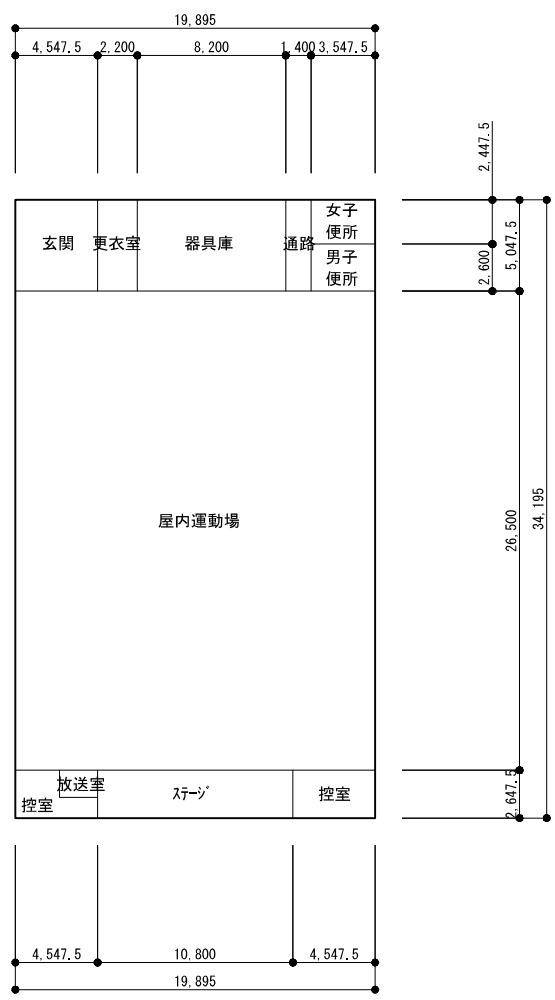 19,895
4,547.5
2,200
8,200
1,400
3,547.5
2,447.5
玄関
更衣室
器具庫
通路
女子
便所
男子
便所
2,600
5,047.5
屋内運動場
26,500
34,195
放送室
控室
ｽﾃｰｼﾞ
控室
2,647.5
4,547.5
10,800
4,547.5
19,895